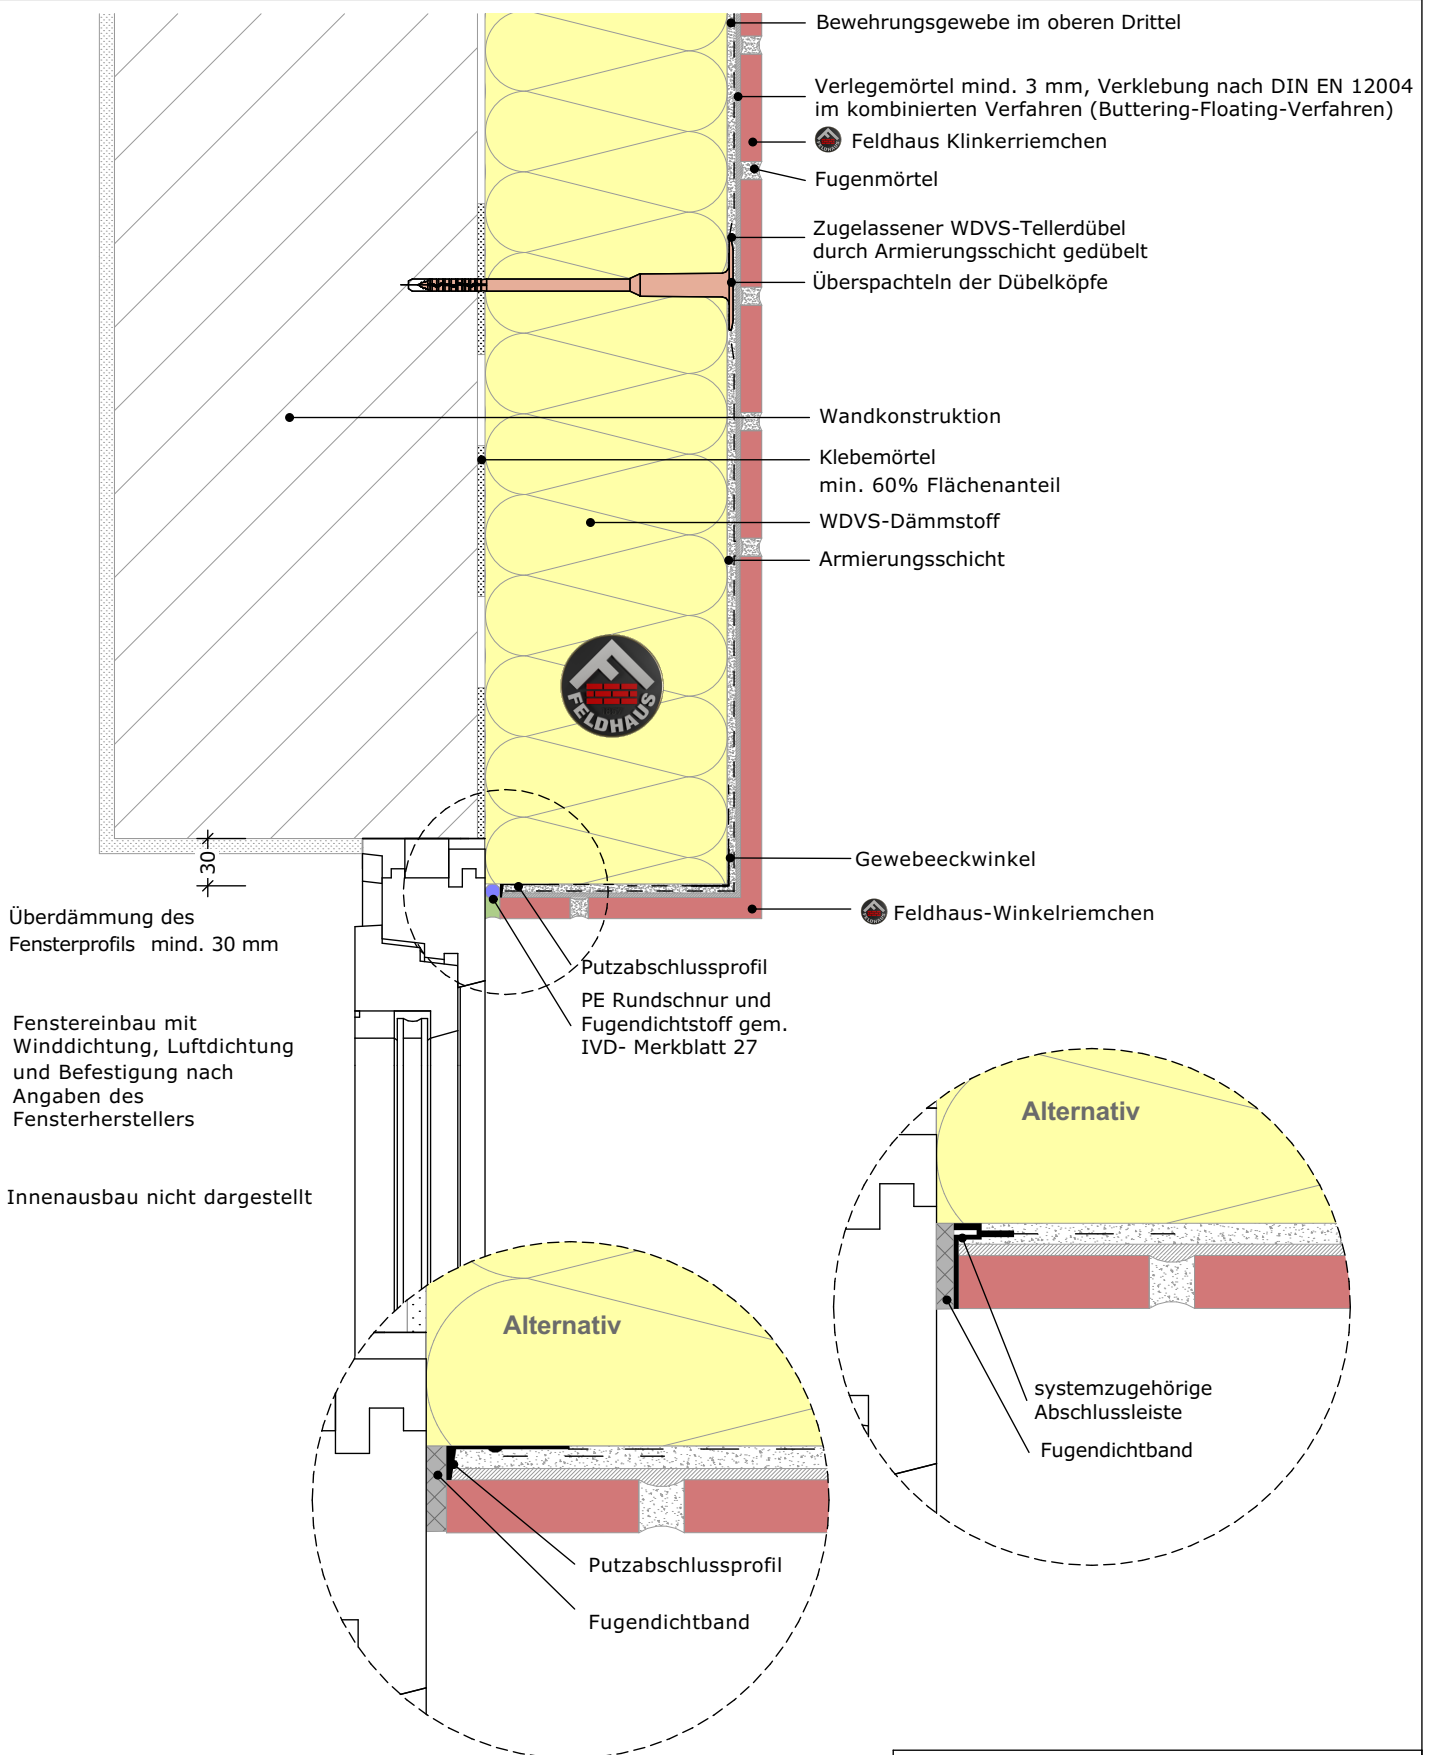 Bewehrungsgewebe im oberen Drittel
Verlegemörtel mind. 3 mm, Verklebung nach DIN EN 12004
im kombinierten Verfahren (Buttering-Floating-Verfahren)
Feldhaus Klinkerriemchen
Fugenmörtel
Zugelassener WDVS-Tellerdübel
durch Armierungsschicht gedübelt
Überspachteln der Dübelköpfe
Wandkonstruktion
Klebemörtel
min. 60% Flächenanteil
WDVS-Dämmstoff
Armierungsschicht
FELDHAUS
Gewebeeckwinkel
30
Feldhaus-Winkelriemchen
Überdämmung des
Fensterprofils mind. 30 mm
Putzabschlussprofil
PE Rundschnur und
Fugendichtstoff gem.
IVD- Merkblatt 27
Fenstereinbau mit
Winddichtung, Luftdichtung
und Befestigung nach
Angaben des
Fensterherstellers
Innenausbau nicht dargestellt
Alternativ
systemzugehörige
Abschlussleiste
Fugendichtband
Alternativ
Putzabschlussprofil
Fugendichtband